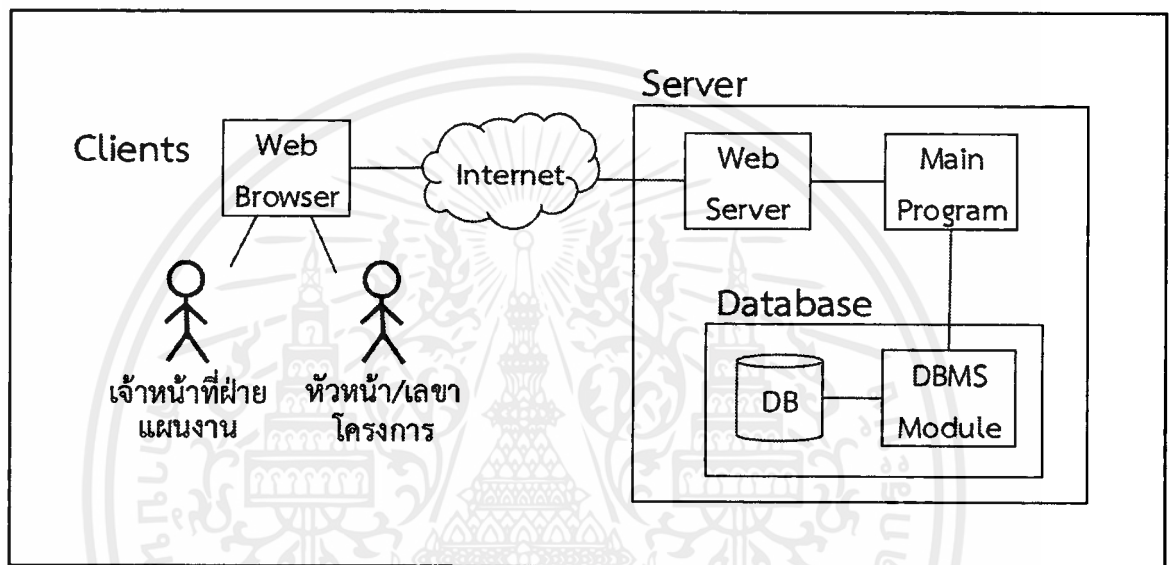 Clients
Web
Browser
Internet
Server
Web
Server
Main
Program
Database
DB
DBMS
Module
เจ้าหน้าที่ฝ่าย
แผนงาน
หัวหน้า/เลขา
โครงการ